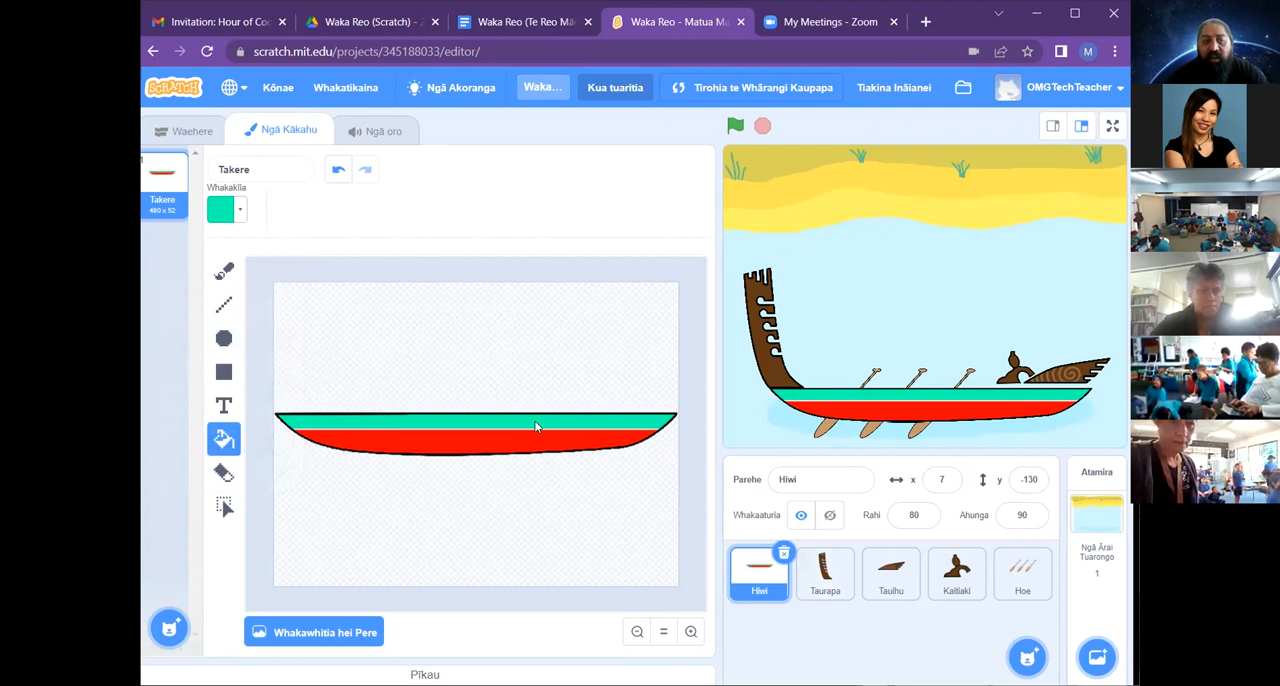 Invitation: Hour of Co
Waka Reo (Scratch) - 
Waka Reo (Te Reo Mā
Waka Reo - Matua M
My Meetings - Zoom
scratch.mit.edu/projects/345188033/editor/
M
SCRATCH
Kōnae
Whakatikaina
Ngā Akoranga
Waka...
Kua tuaritia
Tirohia te Whārangi Kaupapa
Tiakina Ināianei
OMGTechTeacher
Waehere
Ngā Kākahu
Ngā oro
1
Takere
480 x 52
Takere
Whakakīia
T
Whakawhitia hei Pere
Pīkau
Parehe
Hiwi
x
7
y
-130
Whakaaturia
Rahi
80
Ahunga
90
Hiwi
Taurapa
Tauihu
Kaitiaki
Hoe
Atamira
Ngā Ārai
Tuarongo
1